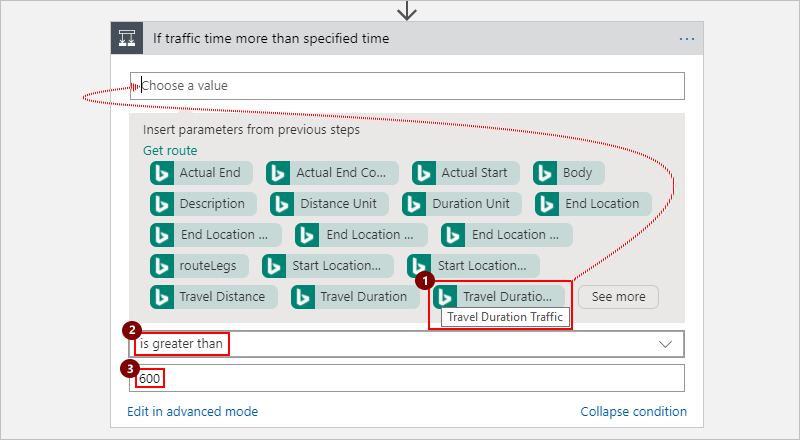 If traffic time more than specified time ...
Choose a value
Insert parameters from previous steps
Get route
Actual End Actual End Co... Actual Start Body
Description Distance Unit Duration Unit End Location
End Location ... End Location ... End Location ...
routeLegs Start Location... Start Location...
1
Travel Distance Travel Duration Travel Duratio... See more
Travel Duration Traffic
2
is greater than
3
600
Edit in advanced mode Collapse condition